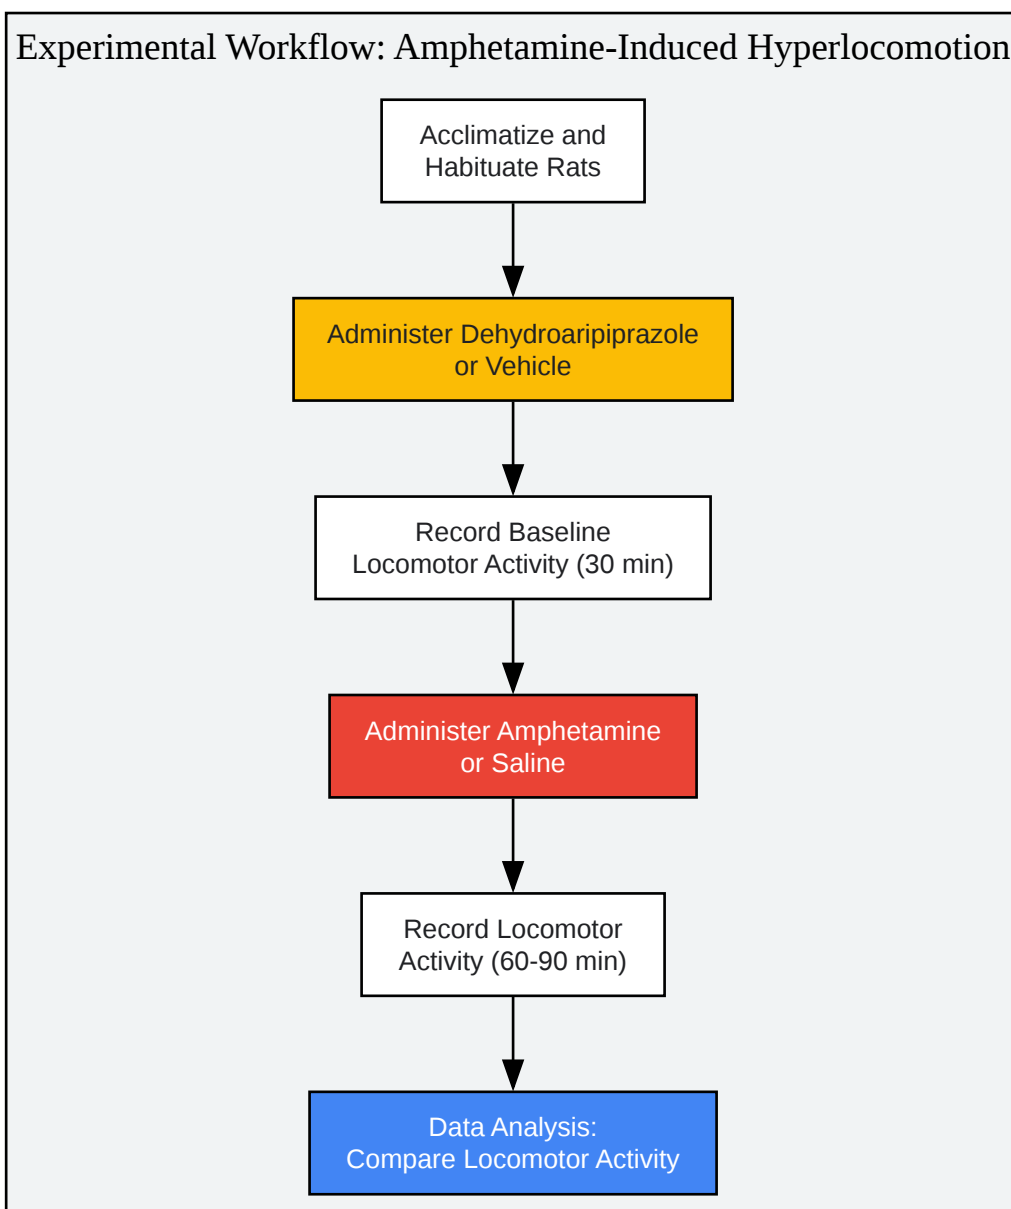 Experimental Workflow: Amphetamine-Induced Hyperlocomotion
Acclimatize and
Habituate Rats
Administer Dehydroaripiprazole
or Vehicle
Record Baseline
Locomotor Activity (30 min)
Administer Amphetamine
or Saline
Record Locomotor
Activity (60-90 min)
Data Analysis:
Compare Locomotor Activity